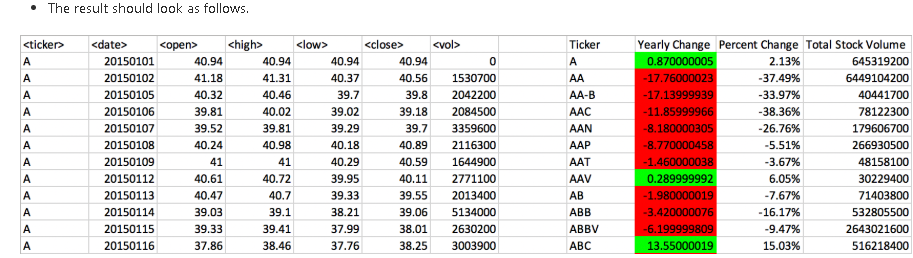 • The result should look as follows.
<ticker> <date> <open> <high> <low> <close> <vol> Ticker Yearly Change Percent Change Total Stock Volume
A 20150101 40.94 40.94 40.94 40.94 0 A 0.870000005 2.13% 645319200
A 20150102 41.18 41.31 40.37 40.56 1530700 AA -17.76000023 -37.49% 6449104200
A 20150105 40.32 40.46 39.7 39.8 2042200 AA-B -17.13999939 -33.97% 40441700
A 20150106 39.81 40.02 39.02 39.18 2084500 AAC -11.85999966 -38.36% 78122300
A 20150107 39.52 39.81 39.29 39.7 3359600 AAN -8.180000305 -26.76% 179606700
A 20150108 40.24 40.98 40.18 40.89 2116300 AAP -8.770000458 -5.51% 266930500
A 20150109 41 41 40.29 40.59 1644900 AAT -1.460000038 -3.67% 48158100
A 20150112 40.61 40.72 39.95 40.11 2771100 AAV 0.289999992 6.05% 30229400
A 20150113 40.47 40.7 39.33 39.55 2013400 AB -1.980000019 -7.67% 71403800
A 20150114 39.03 39.1 38.21 39.06 5134000 ABB -3.420000076 -16.17% 532805500
A 20150115 39.33 39.41 37.99 38.01 2630200 ABBV -6.199999809 -9.47% 2643021600
A 20150116 37.86 38.46 37.76 38.25 3003900 ABC 13.55000019 15.03% 516218400